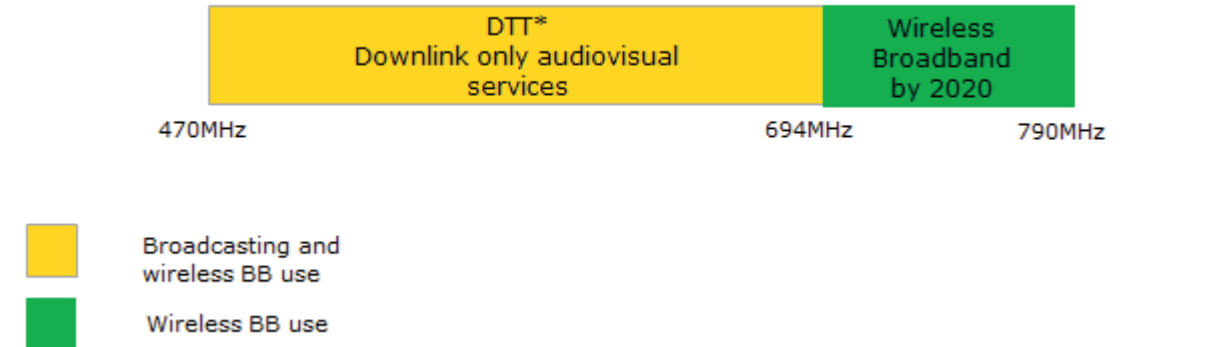 DTT*
Downlink only audiovisual
services
Wireless
Broadband
by 2020
470MHz
694MHz
790MHz
Broadcasting and
wireless BB use
Wireless BB use